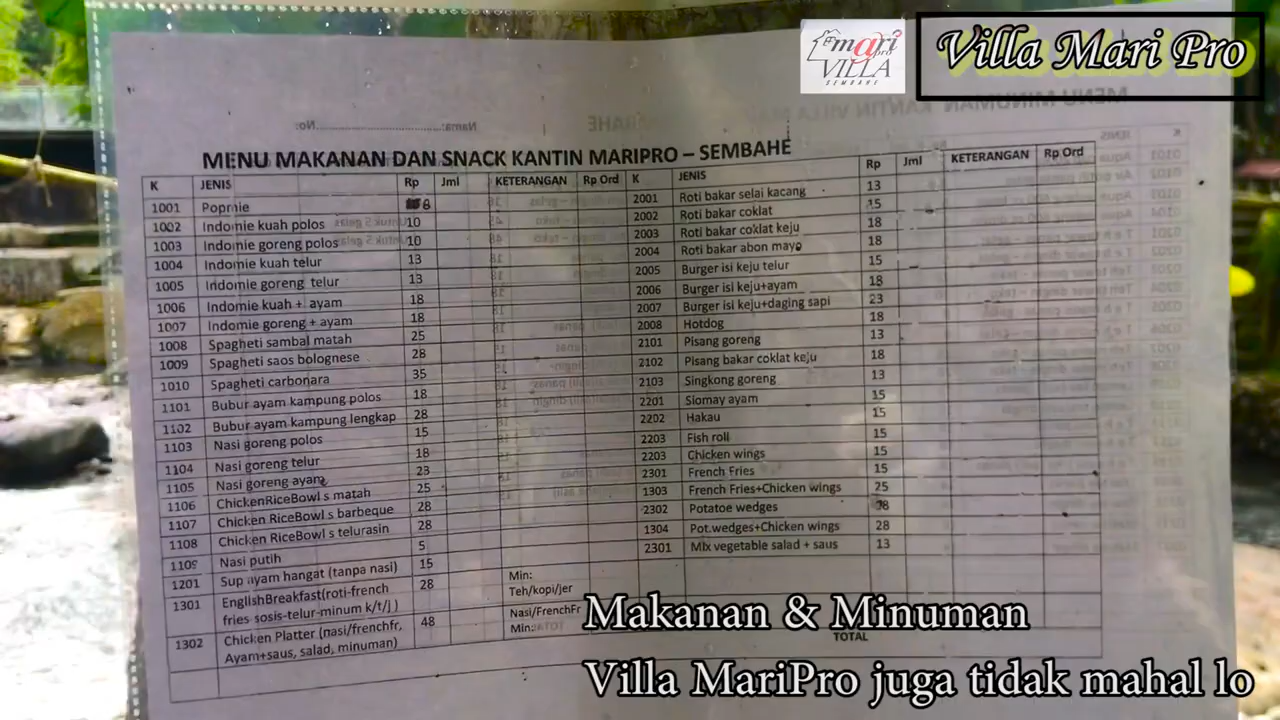 mari
pro
VILLA
SEMBAHE
Villa Mari Pro
MENU MINUMAN KANTIN VILLA
Nama: No:
MENU MAKANAN DAN SNACK KANTIN MARIPRO – SEMBAHE
K JENIS Rp Jml KETERANGAN Rp Ord
1001 Popmie 8
1002 Indomie kuah polos 10
1003 Indomie goreng polos 10
1004 Indomie kuah telur 13
1005 Indomie goreng telur 13
1006 Indomie kuah + ayam 18
1007 Indomie goreng + ayam 18
1008 Spagheti sambal matah 25
1009 Spagheti saos bolognese 28
1010 Spagheti carbonara 35
1101 Bubur ayam kampung polos 18
1102 Bubur ayam kampung lengkap 28
1103 Nasi goreng polos 15
1104 Nasi goreng telur 18
1105 Nasi goreng ayam 23
1106 ChickenRiceBowl s matah 25
1107 Chicken RiceBowl s barbeque 28
1108 Chicken RiceBowl s telurasin 28
1109 Nasi putih 5
1201 Sup ayam hangat (tanpa nasi) 15
1301 EnglishBreakfast(roti-french 28 Min:
fries sosis-telur-minum k/t/j ) Teh/kopi/jer
1302 Chicken Platter (nasi/frenchfr, 48 Nasi/FrenchFr
Ayam+saus, salad, minuman) Min:
K JENIS Rp Jml KETERANGAN Rp Ord
2001 Roti bakar selai kacang 13
2002 Roti bakar coklat 15
2003 Roti bakar coklat keju 18
2004 Roti bakar abon mayo 18
2005 Burger isi keju telur 15
2006 Burger isi keju+ayam 18
2007 Burger isi keju+daging sapi 23
2008 Hotdog 18
2101 Pisang goreng 13
2102 Pisang bakar coklat keju 18
2103 Singkong goreng 13
2201 Siomay ayam 15
2202 Hakau 15
2203 Fish roll 15
2203 Chicken wings 15
2301 French Fries 15
1303 French Fries+Chicken wings 25
2302 Potatoe wedges
1304 Pot.wedges+Chicken wings 28
2301 Mix vegetable salad + saus 13
TOTAL
Makanan & Minuman
Villa MariPro juga tidak mahal lo